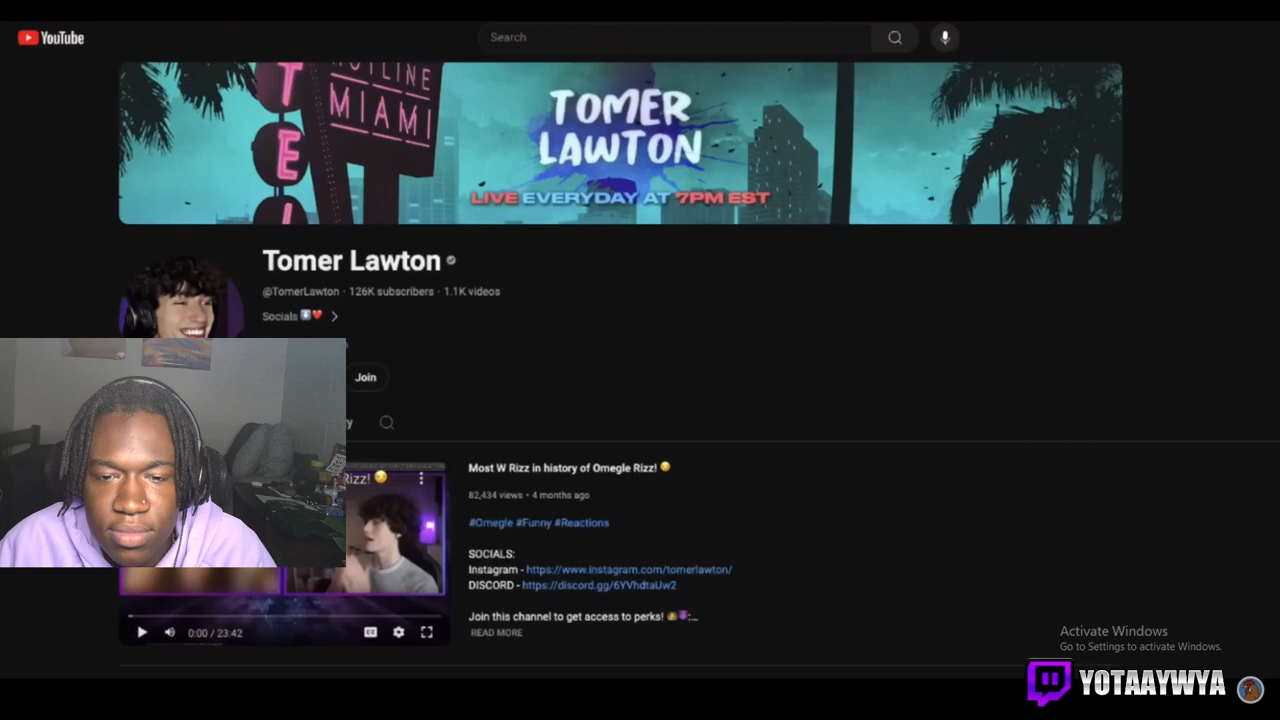 YouTube
Search
HOTLINE
MIAMI
TEL
TOMER
LAWTON
LIVE EVERYDAY AT 7PM EST
Tomer Lawton
@TomerLawton · 126K subscribers · 1.1K videos
Socials ⬇️❤️ >
Join
Most W Rizz in history of Omegle Rizz! 😏
Rizz! 😏
82,434 views • 4 months ago
#Omegle #Funny #Reactions
SOCIALS:
Instagram - https://www.instagram.com/tomerlawton/
DISCORD - https://discord.gg/6YVhdtaUw2
Join this channel to get access to perks!
READ MORE
0:00 / 23:42
CC
Activate Windows
Go to Settings to activate Windows.
YOTAAYWYA